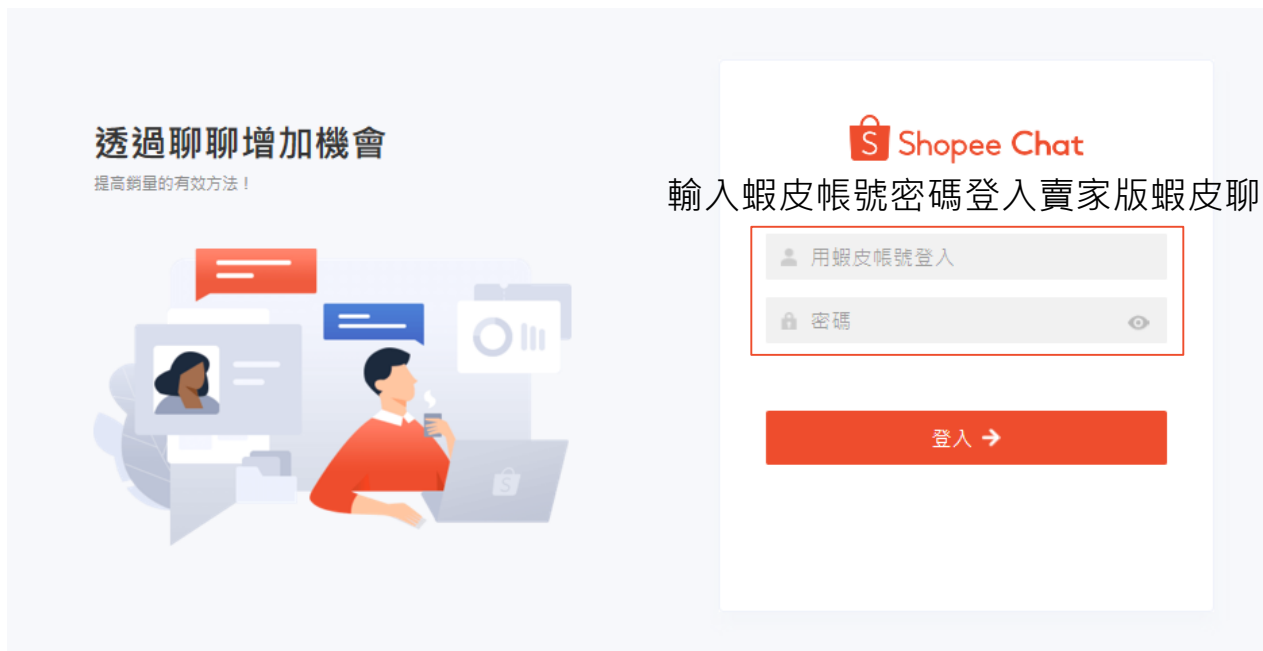 透過聊聊增加機會
提高銷量的有效方法！
S Shopee Chat
輸入蝦皮帳號密碼登入賣家版蝦皮聊
用蝦皮帳號登入
密碼
登入 →
S